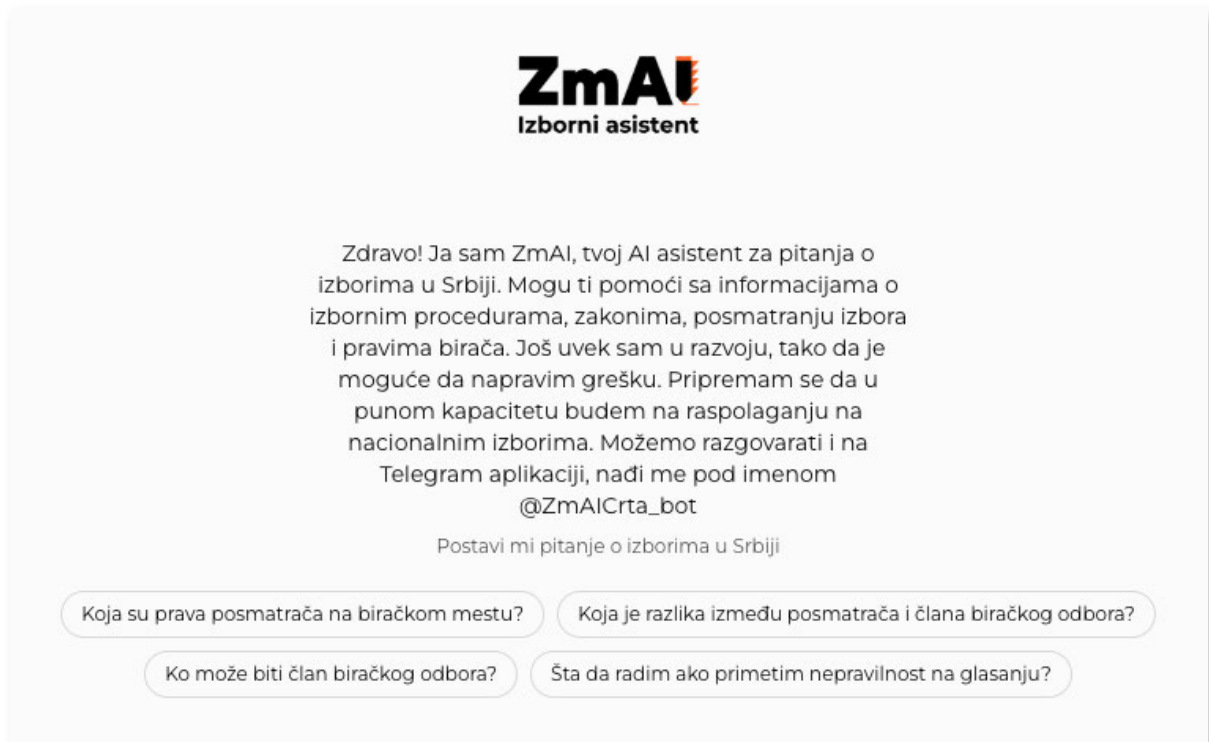 ZmAI
Izborni asistent
Zdravo! Ja sam ZmAI, tvoj AI asistent za pitanja o
izborima u Srbiji. Mogu ti pomoći sa informacijama o
izbornim procedurama, zakonima, posmatranju izbora
i pravima birača. Još uvek sam u razvoju, tako da je
moguće da napravim grešku. Pripremam se da u
punom kapacitetu budem na raspolaganju na
nacionalnim izborima. Možemo razgovarati i na
Telegram aplikaciji, nađi me pod imenom
@ZmAICrta_bot
Postavi mi pitanje o izborima u Srbiji
Koja su prava posmatrača na biračkom mestu?
Koja je razlika između posmatrača i člana biračkog odbora?
Ko može biti član biračkog odbora?
Šta da radim ako primetim nepravilnost na glasanju?